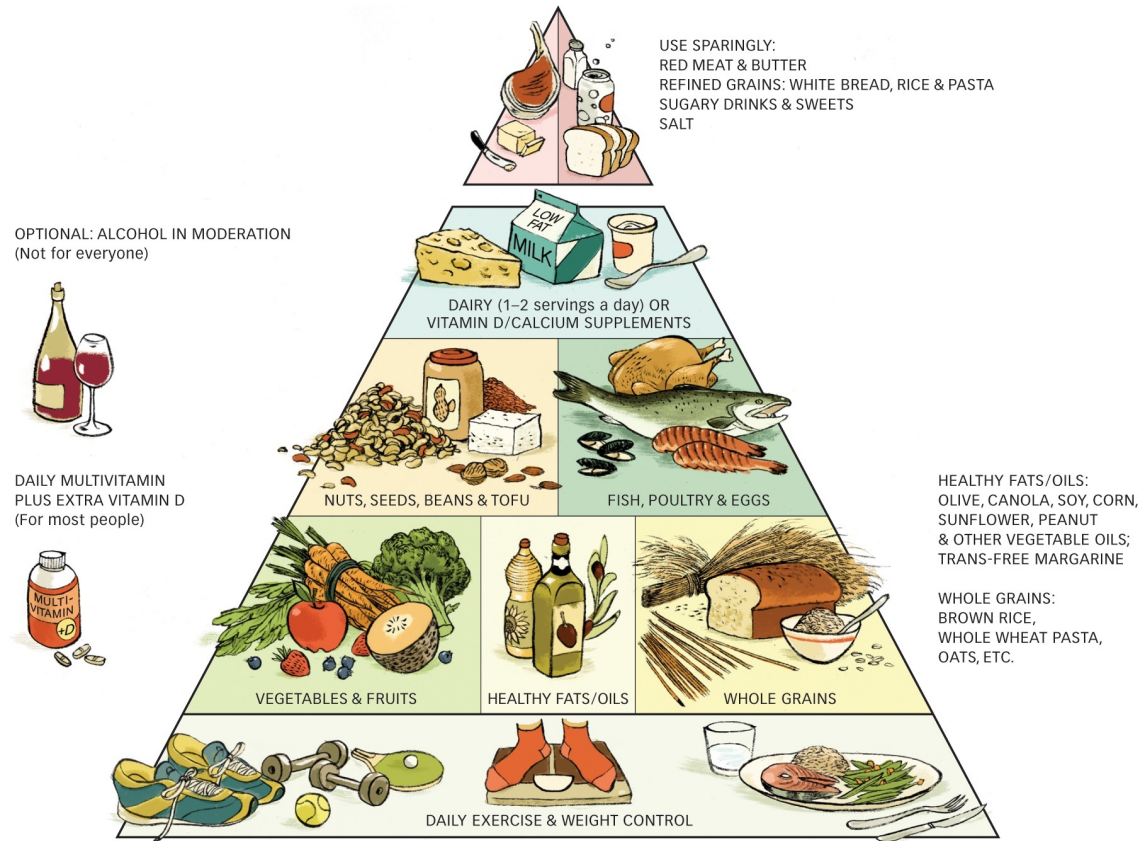 USE SPARINGLY:
RED MEAT & BUTTER
REFINED GRAINS: WHITE BREAD, RICE & PASTA
SUGARY DRINKS & SWEETS
SALT
OPTIONAL: ALCOHOL IN MODERATION
(Not for everyone)
LOW
FAT
MILK
DAIRY (1–2 servings a day) OR
VITAMIN D/CALCIUM SUPPLEMENTS
NUTS, SEEDS, BEANS & TOFU
FISH, POULTRY & EGGS
DAILY MULTIVITAMIN
PLUS EXTRA VITAMIN D
(For most people)
MULTI-
VITAMIN
+D
HEALTHY FATS/OILS:
OLIVE, CANOLA, SOY, CORN,
SUNFLOWER, PEANUT
& OTHER VEGETABLE OILS;
TRANS-FREE MARGARINE
WHOLE GRAINS:
BROWN RICE,
WHOLE WHEAT PASTA,
OATS, ETC.
VEGETABLES & FRUITS
HEALTHY FATS/OILS
WHOLE GRAINS
DAILY EXERCISE & WEIGHT CONTROL